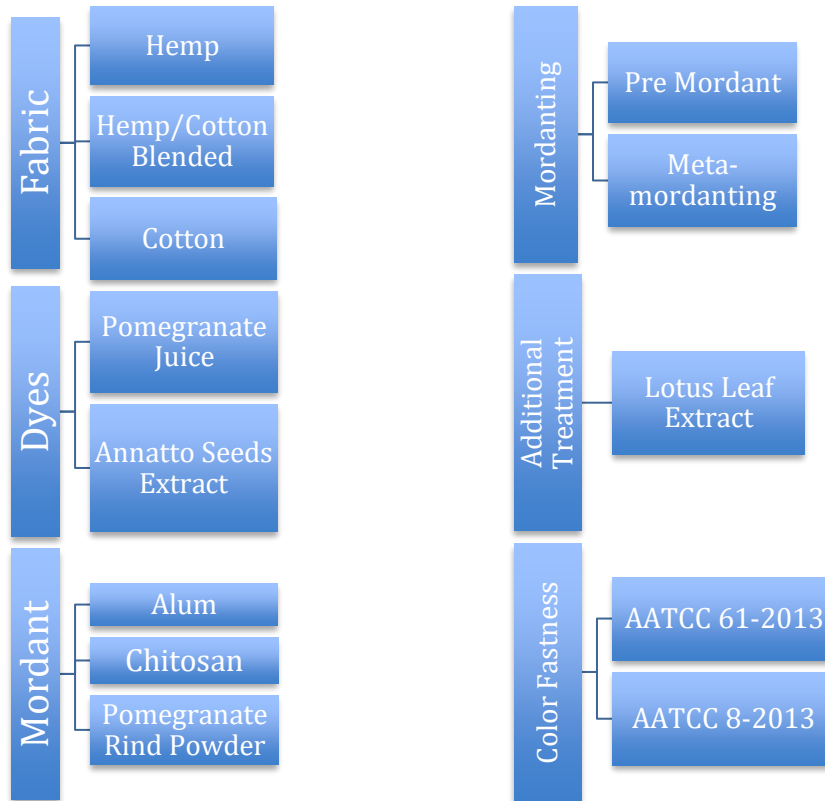 Fabric
Hemp
Hemp/Cotton
Blended
Cotton
Dyes
Pomegranate
Juice
Annatto Seeds
Extract
Mordant
Alum
Chitosan
Pomegranate
Rind Powder
Mordanting
Pre Mordant
Meta-
mordanting
Additional
Treatment
Lotus Leaf
Extract
Color Fastness
AATCC 61-2013
AATCC 8-2013